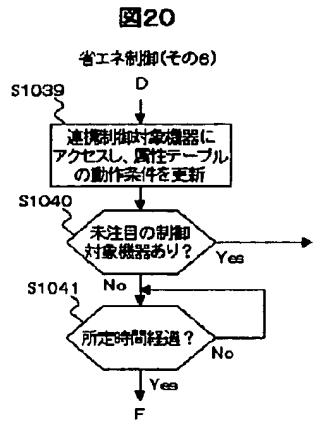 図20
省エネ制御(その6)
D
S1039
連携制御対象機器に
アクセスし、属性テーブル
の動作条件を更新
S1040
未注目の制御
対象機器あり?
Yes
No
S1041
所定時間経過?
No
Yes
F